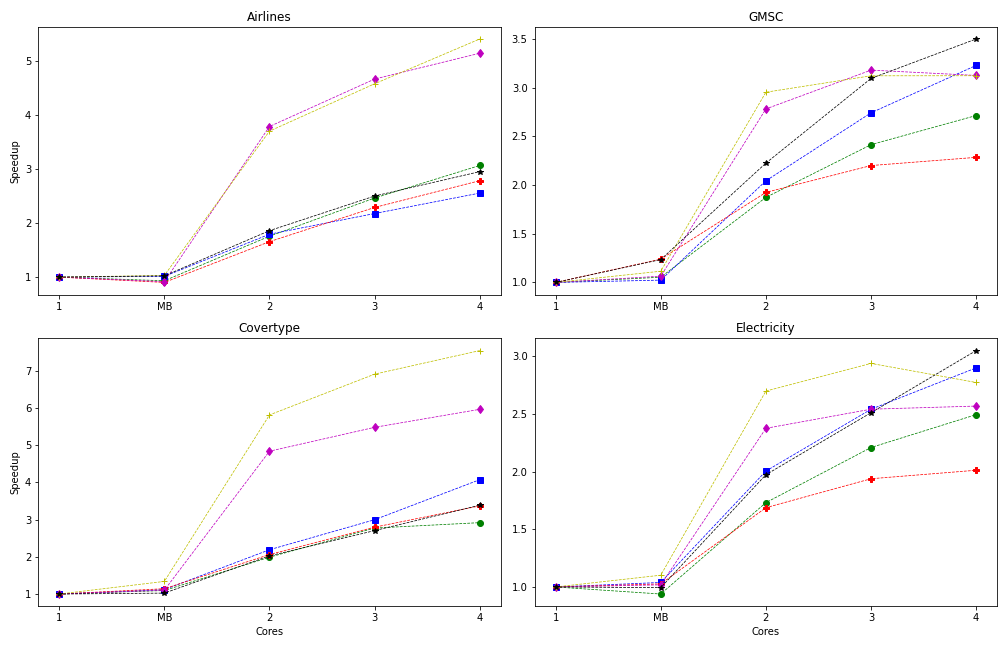 Airlines
Speedup
5
4
3
2
1
1 MB 2 3 4
GMSC
3.5
3.0
2.5
2.0
1.5
1.0
1 MB 2 3 4
Covertype
Speedup
7
6
5
4
3
2
1
1 MB 2 3 4
Cores
Electricity
3.0
2.5
2.0
1.5
1.0
1 MB 2 3 4
Cores